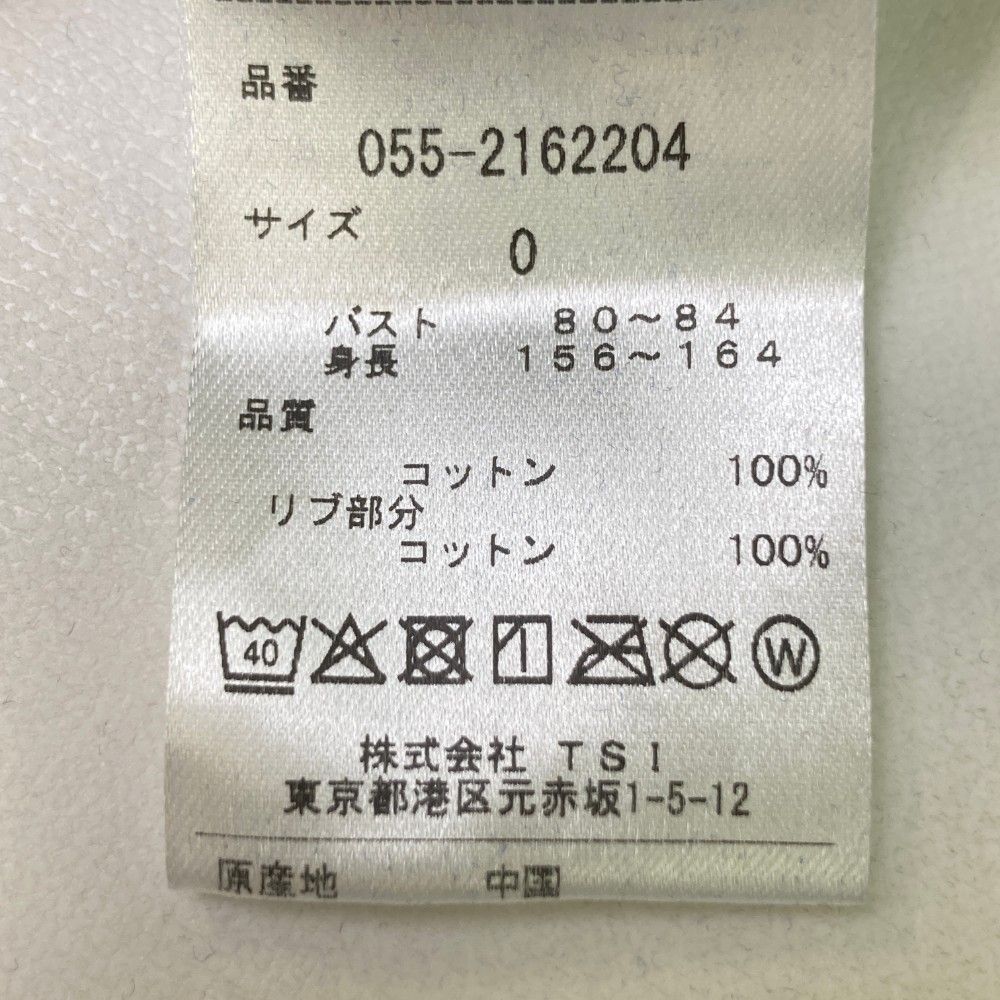 品番
055-2162204
サイズ
0
バスト 80~84
身長 156~164
品質
コットン 100%
リブ部分
コットン 100%
40 W
株式会社 TSI
東京都港区元赤坂1-5-12
原産地 中国